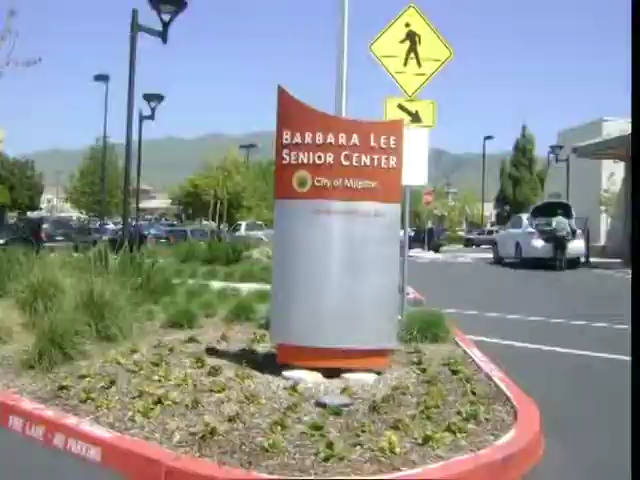 BARBARA LEE
SENIOR CENTER
City of Milpitas
FIRE LANE - NO PARKING